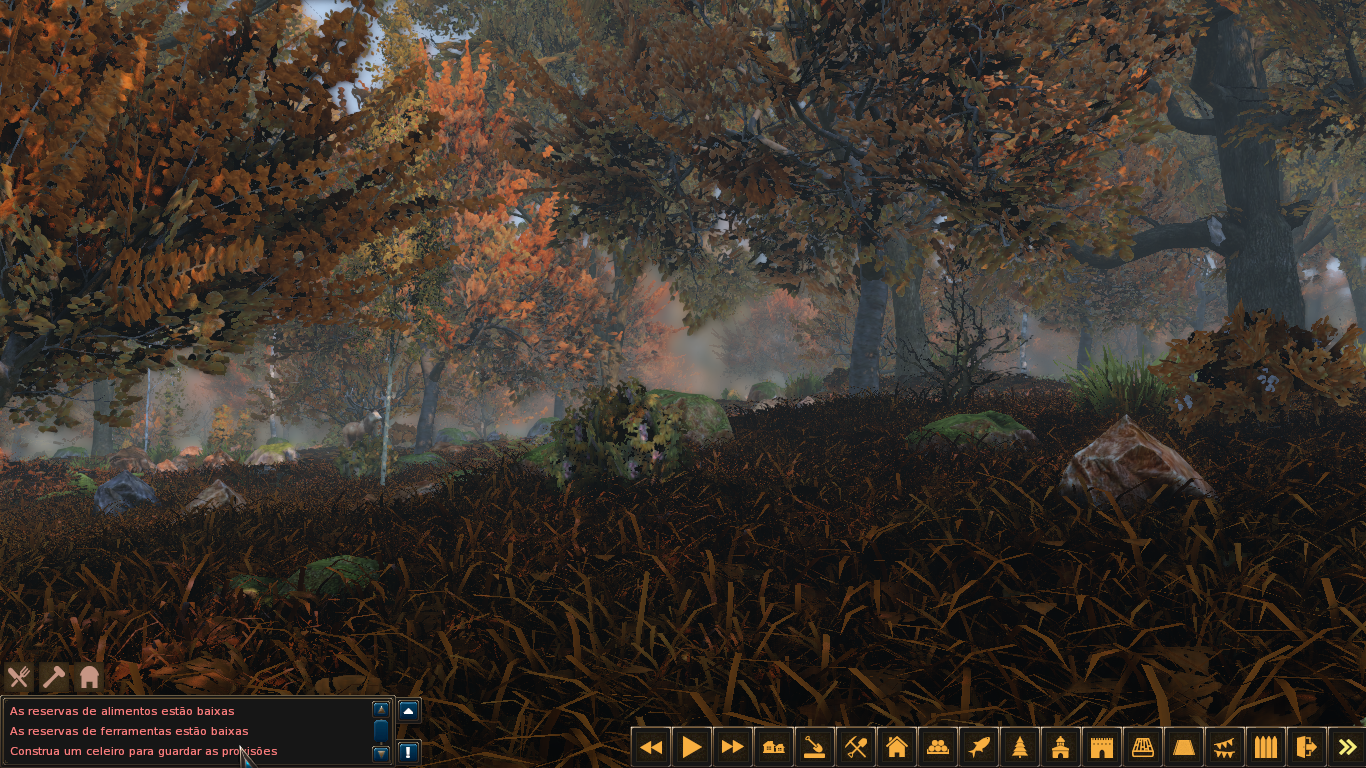 As reservas de alimentos estão baixas
As reservas de ferramentas estão baixas
Construa um celeiro para guardar as provisões